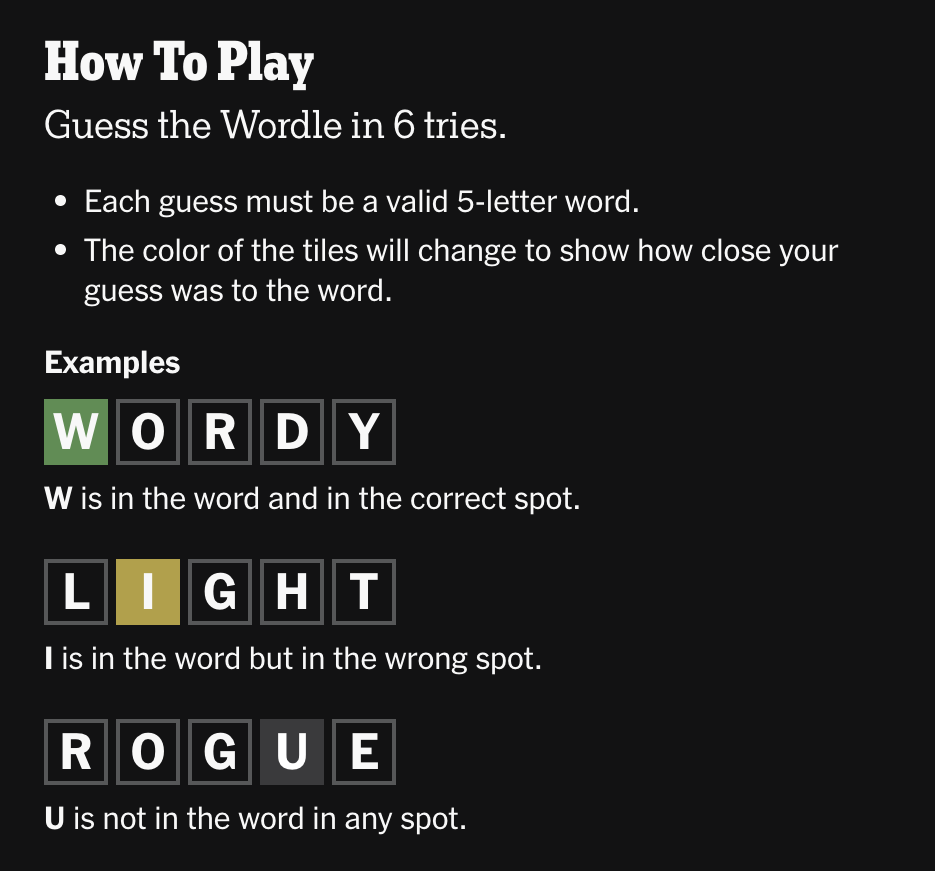 How To Play
Guess the Wordle in 6 tries.
• Each guess must be a valid 5-letter word.
• The color of the tiles will change to show how close your
guess was to the word.
Examples
W O R D Y
W is in the word and in the correct spot.
L I G H T
I is in the word but in the wrong spot.
R O G U E
U is not in the word in any spot.